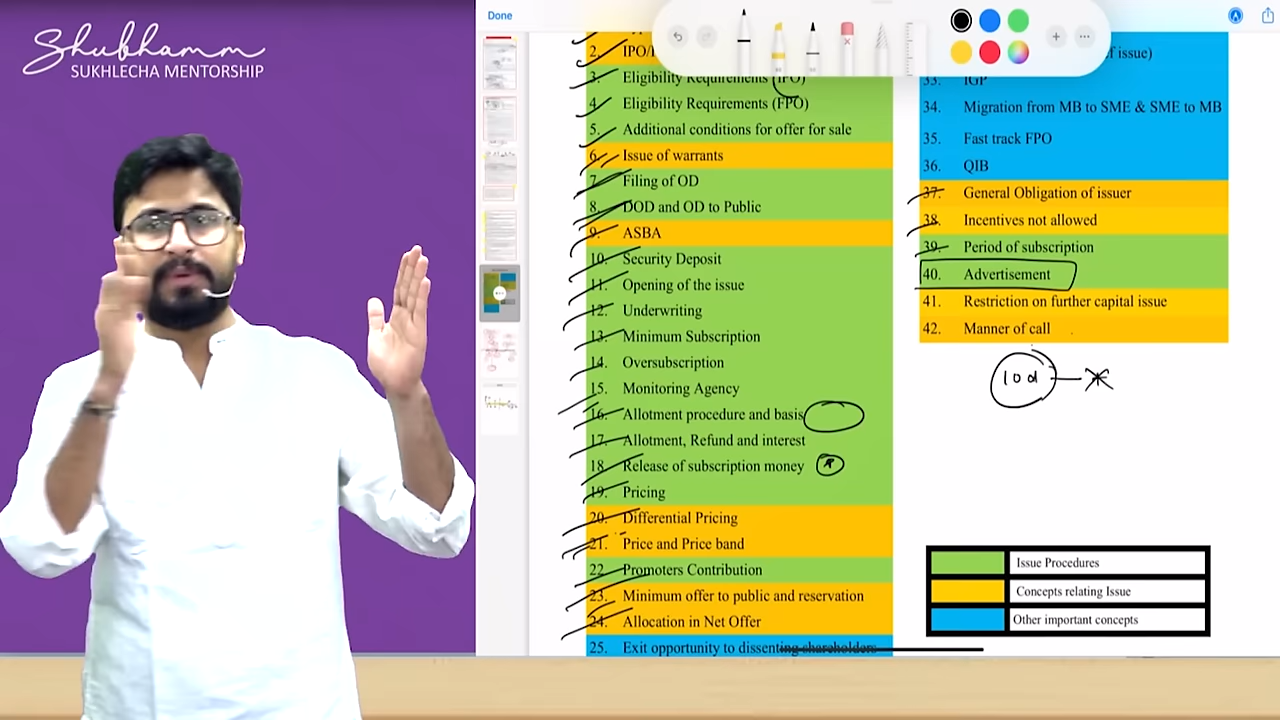 Shubhamm
SUKHLECHA MENTORSHIP
Done
2. IPO/
3. Eligibility Requirements (IPO)
4. Eligibility Requirements (FPO)
5. Additional conditions for offer for sale
6. Issue of warrants
7. Filing of OD
8. DOD and OD to Public
9. ASBA
10. Security Deposit
11. Opening of the issue
12. Underwriting
13. Minimum Subscription
14. Oversubscription
15. Monitoring Agency
16. Allotment procedure and basis
17. Allotment, Refund and interest
18. Release of subscription money
19. Pricing
20. Differential Pricing
21. Price and Price band
22. Promoters Contribution
23. Minimum offer to public and reservation
24. Allocation in Net Offer
25. Exit opportunity to dissenting shareholders
of issue)
33. IGP
34. Migration from MB to SME & SME to MB
35. Fast track FPO
36. QIB
37. General Obligation of issuer
38. Incentives not allowed
39. Period of subscription
40. Advertisement
41. Restriction on further capital issue
42. Manner of call
10d
Issue Procedures
Concepts relating Issue
Other important concepts